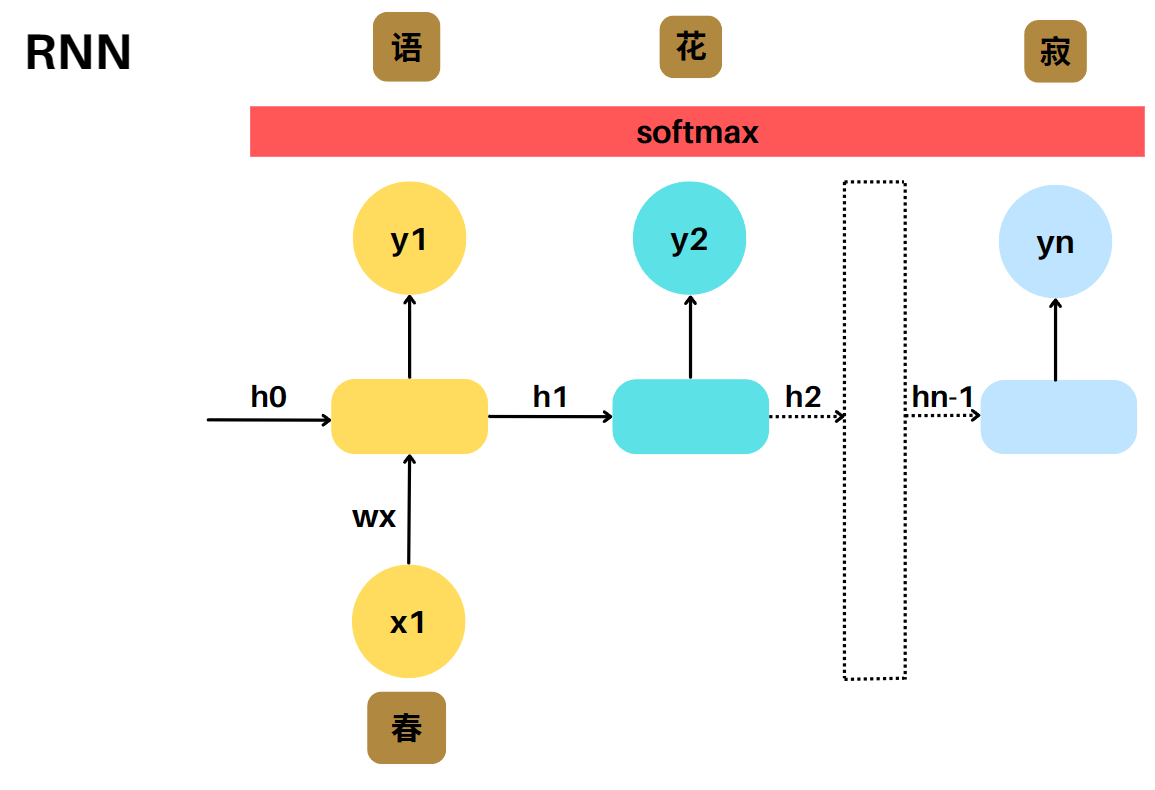 RNN
语
花
寂
softmax
y1
y2
yn
h0
h1
h2
hn-1
wx
x1
春